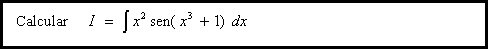 Calcular I = ∫ x² sen( x³ + 1) dx